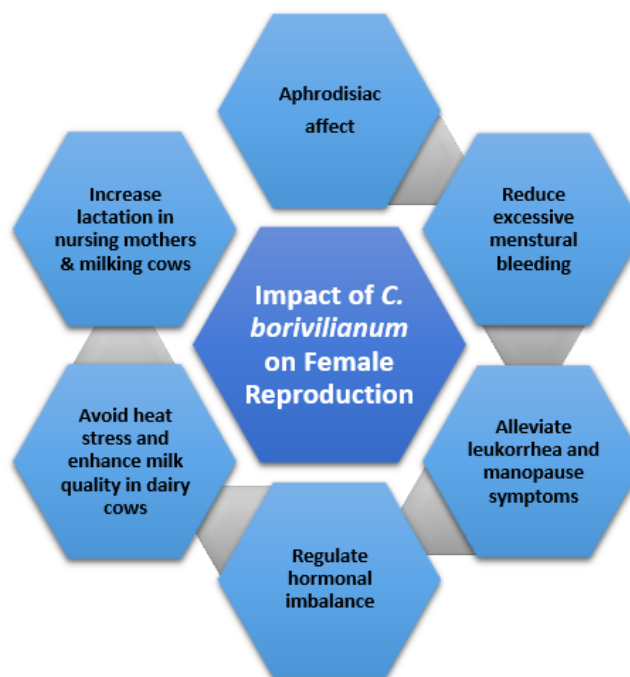 Aphrodisiac
affect
Reduce
excessive
menstural
bleeding
Alleviate
leukorrhea and
manopause
symptoms
Regulate
hormonal
imbalance
Avoid heat
stress and
enhance milk
quality in dairy
cows
Increase
lactation in
nursing mothers
& milking cows
Impact of C.
borivilianum
on Female
Reproduction